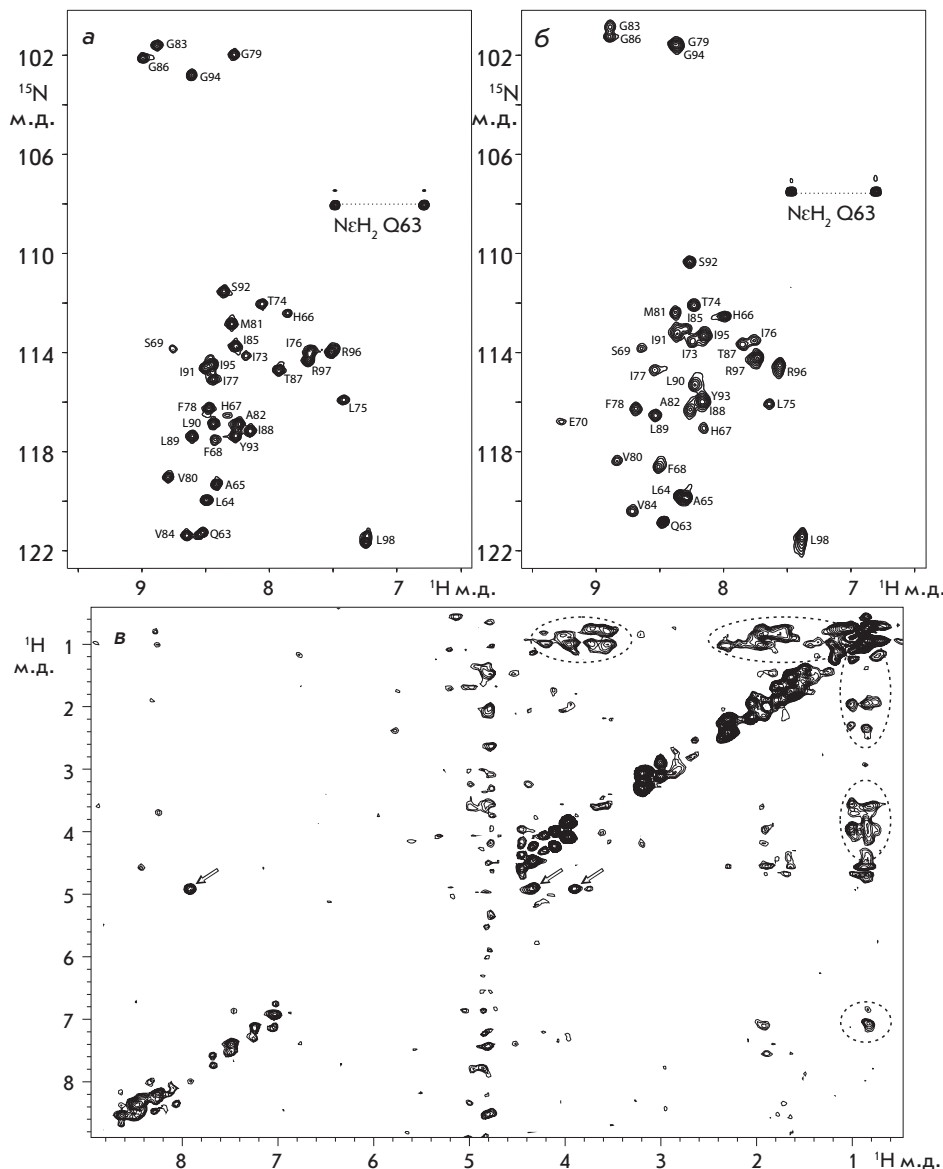 а
102
106
110
114
118
122
¹⁵N
м.д.
G83
G86
G79
G94
NεH₂ Q63
S92
T74
M81
H66
I85
S69
I73
I76
R96
I91
I95
T87
R97
I77
L75
F78
H67
A82
L90
I88
L89
F68
Y93
V80
A65
L64
V84
Q63
L98
9
8
7
¹H м.д.
б
102
106
110
114
118
122
¹⁵N
м.д.
G83
G86
G79
G94
NεH₂ Q63
S92
M81
T74
I85
H66
I91
I95
I76
S69
I73
T87
R97
R96
I77
L90
Y93
F78
A82
I88
L75
L89
E70
H67
V80
F68
L64
A65
V84
Q63
L98
9
8
7
¹H м.д.
в
¹H
м.д.
1
2
3
4
5
6
7
8
8
7
6
5
4
3
2
1
¹H м.д.